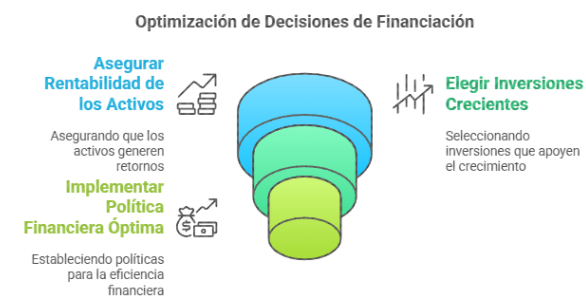 Optimización de Decisiones de Financiación
Asegurar
Rentabilidad de
los Activos
Asegurando que los
activos generen
retornos
Elegir Inversiones
Crecientes
Seleccionando
inversiones que apoyen
el crecimiento
Implementar
Política
Financiera Óptima
Estableciendo políticas
para la eficiencia
financiera